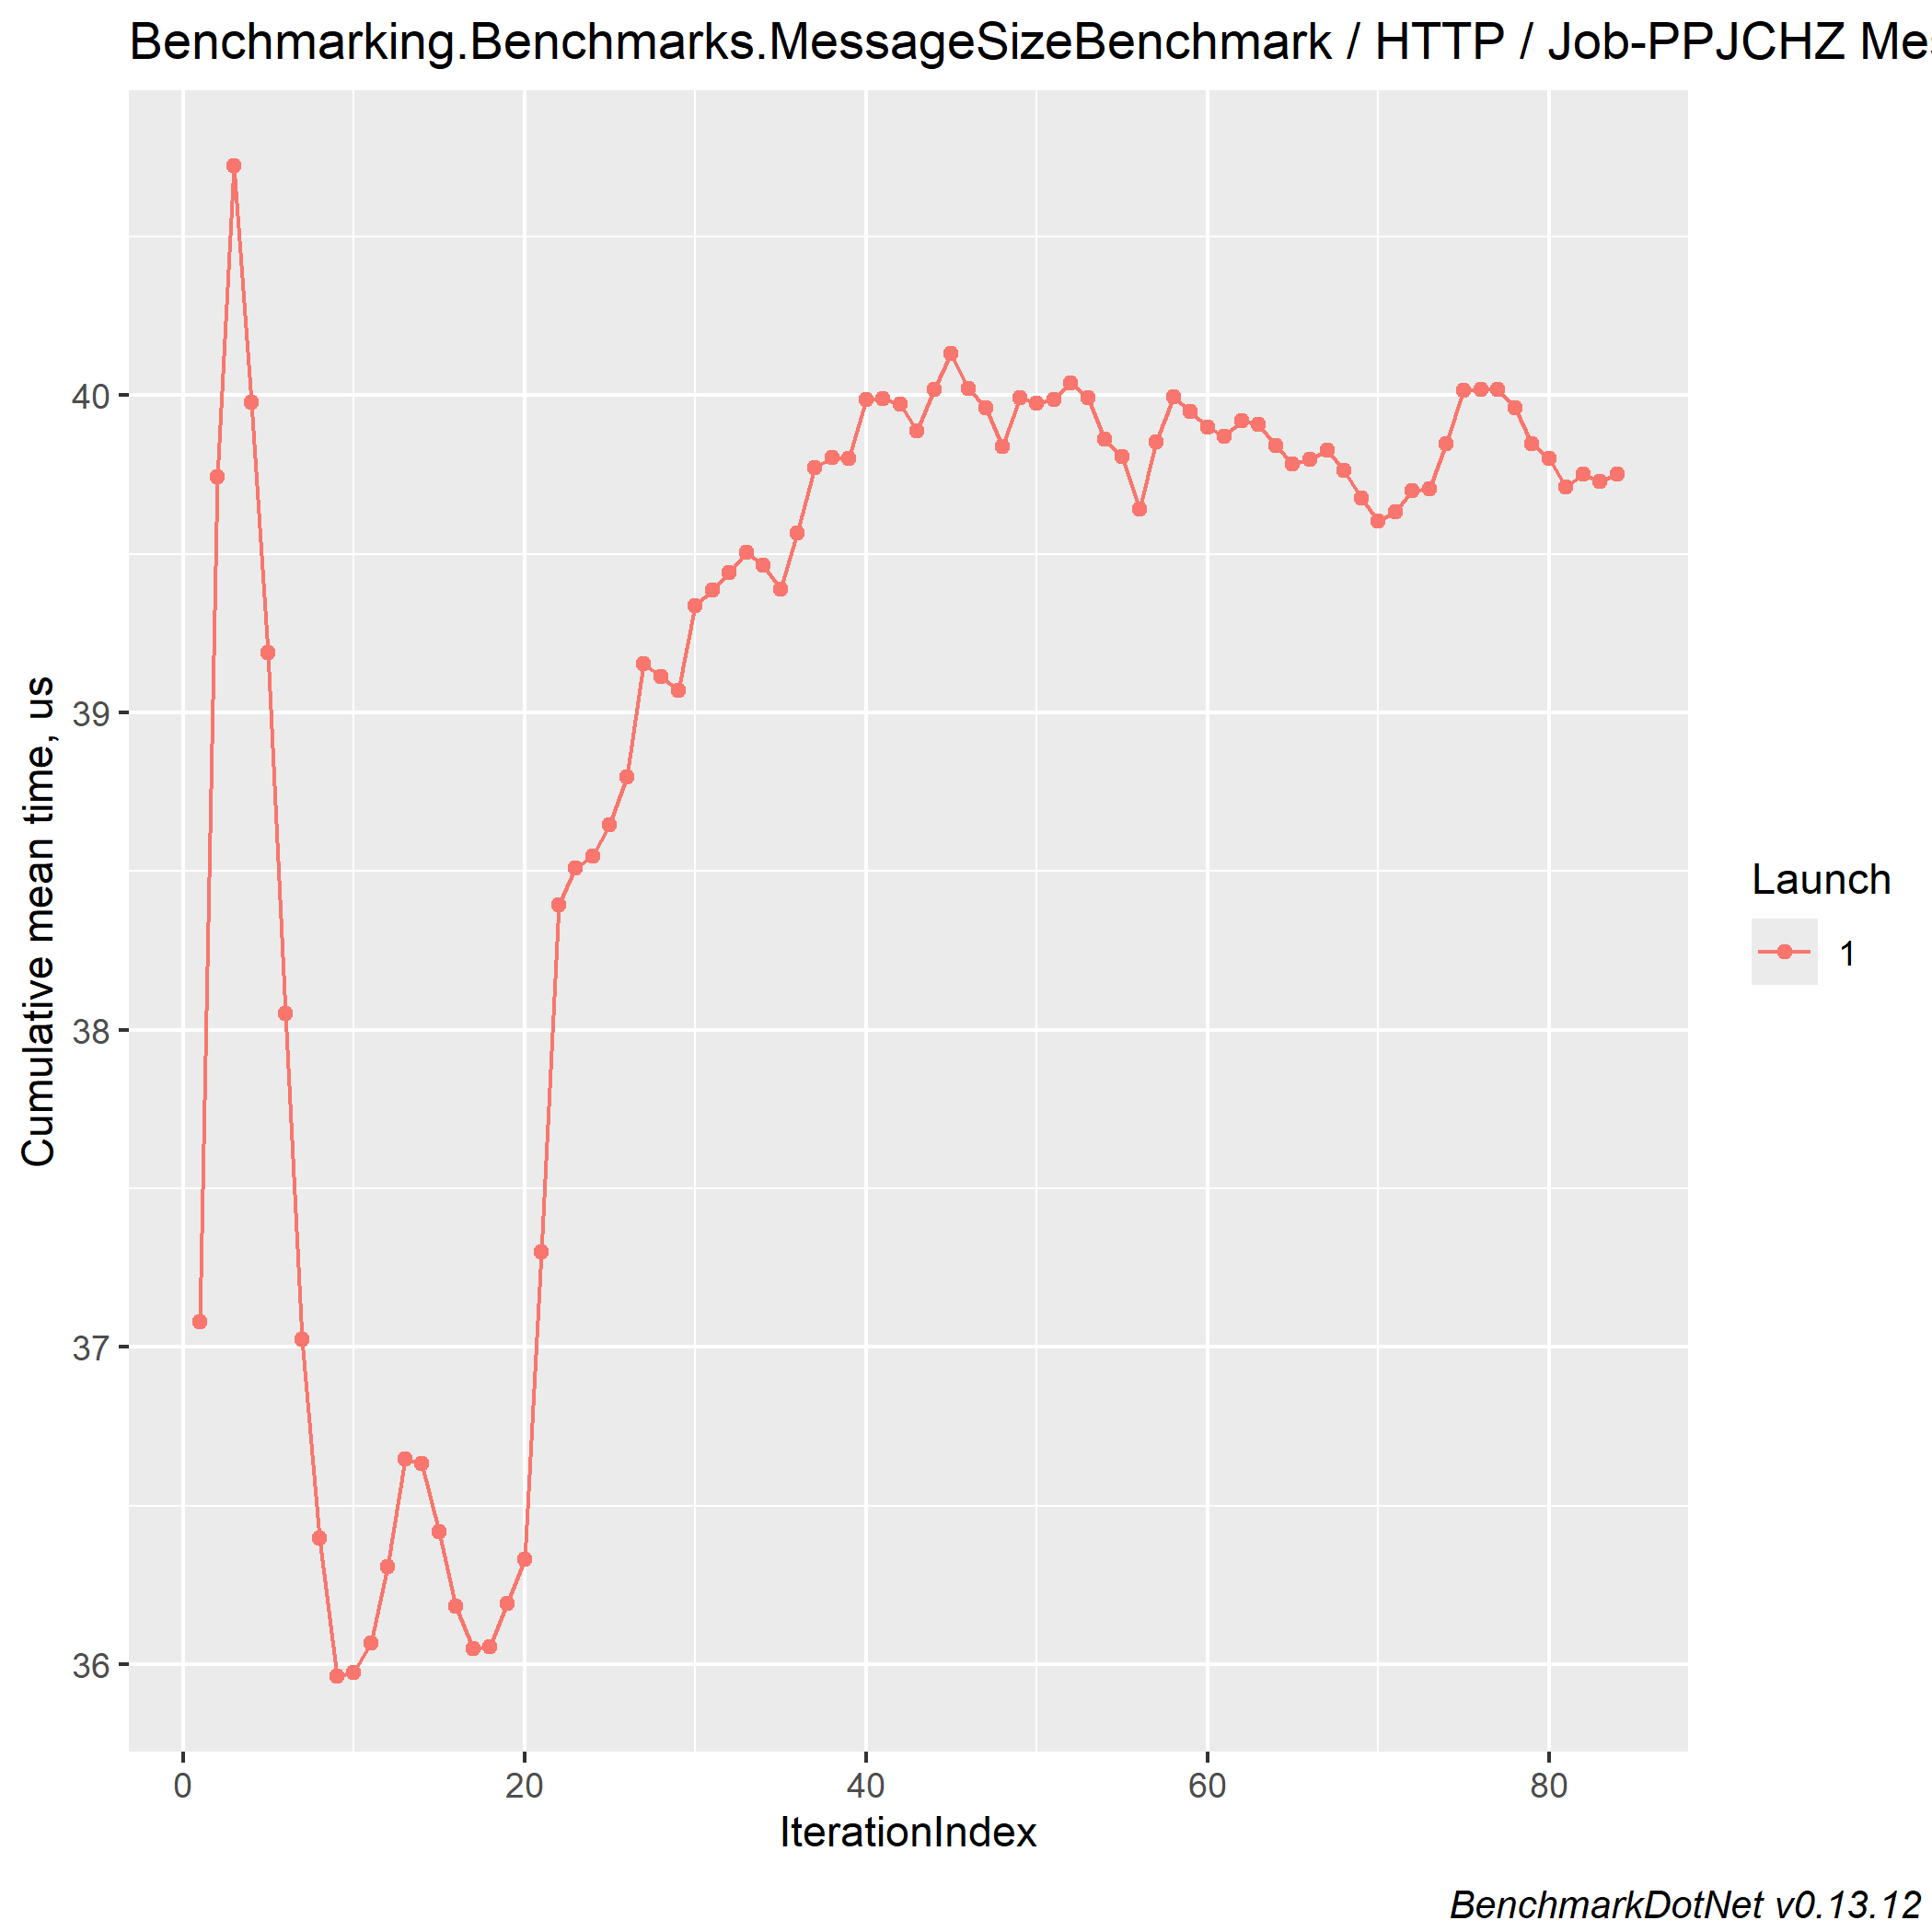 Benchmarking.Benchmarks.MessageSizeBenchmark / HTTP / Job-PPJCHZ
Cumulative mean time, us
40
39
38
37
36
0 20 40 60 80
IterationIndex
Launch
1
BenchmarkDotNet v0.13.12